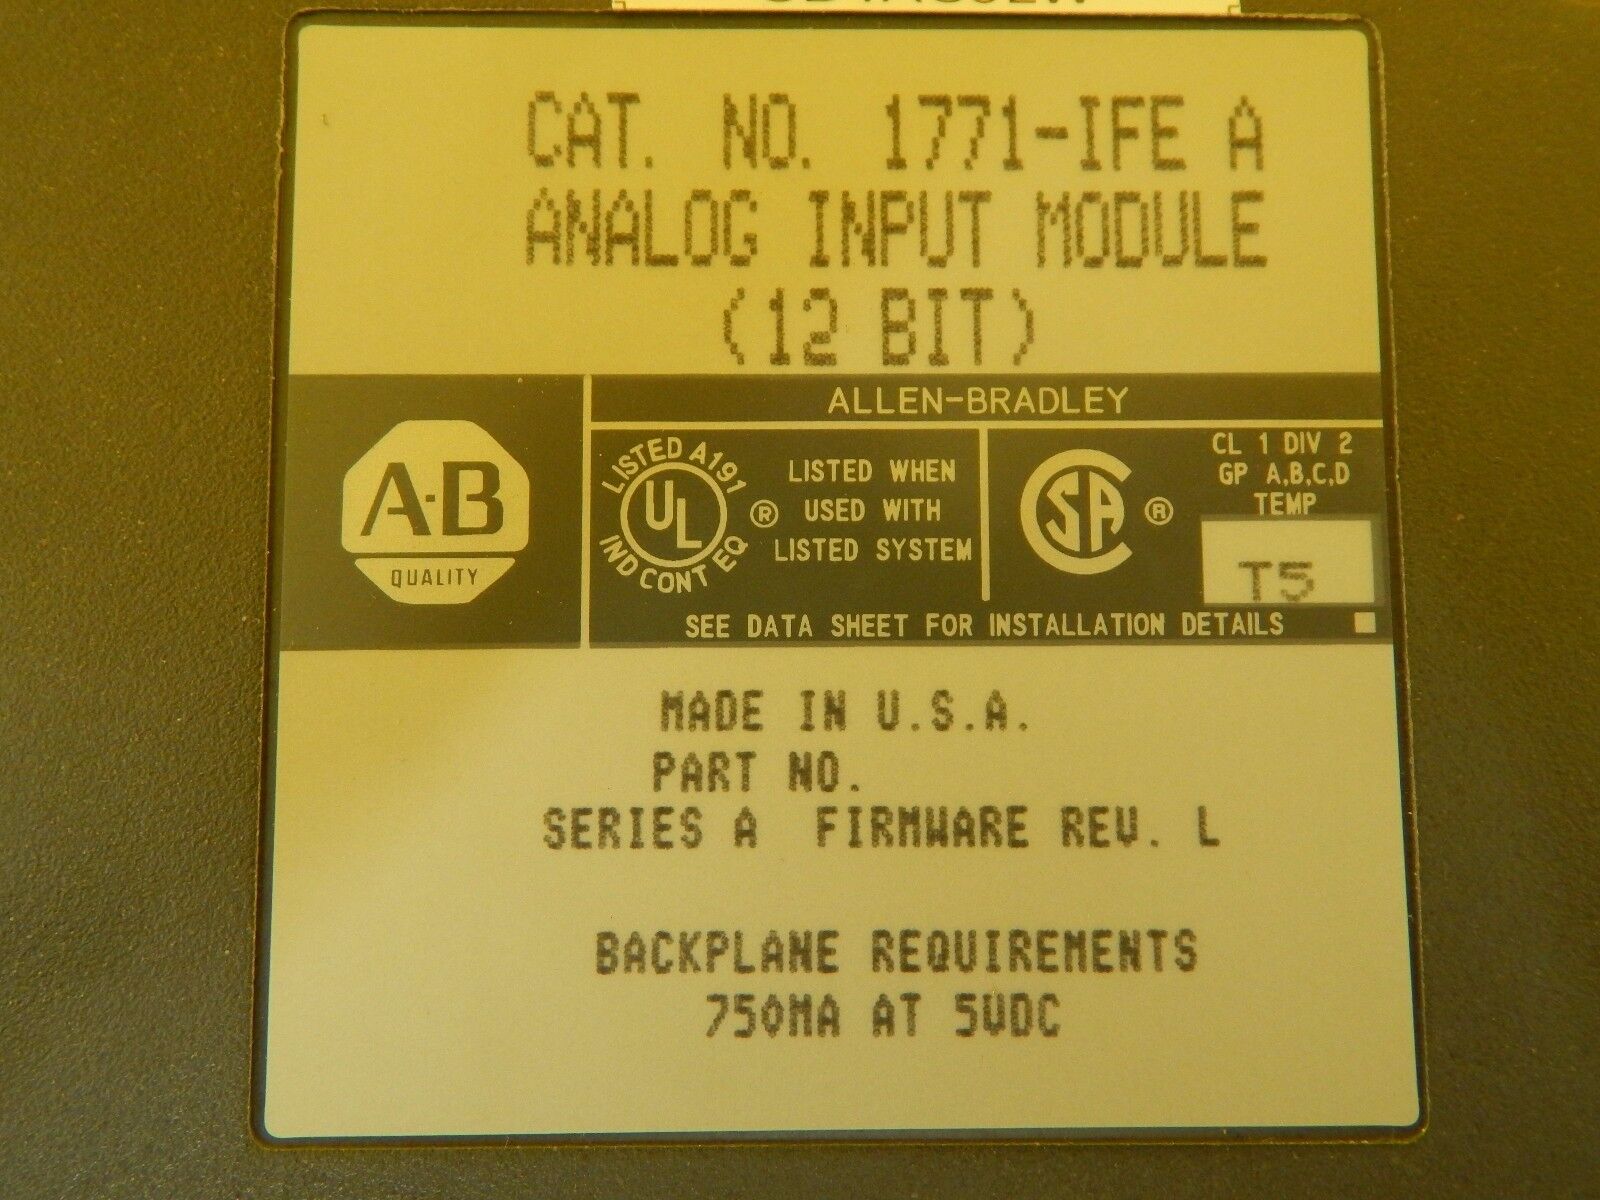 CAT. NO. 1771-IFE A
ANALOG INPUT MODULE
(12 BIT)
ALLEN-BRADLEY
A-B
QUALITY
LISTED A191
UL
IND CONT EQ
®
LISTED WHEN
USED WITH
LISTED SYSTEM
CSA
®
CL 1 DIV 2
GP A,B,C,D
TEMP
T5
SEE DATA SHEET FOR INSTALLATION DETAILS
MADE IN U.S.A.
PART NO.
SERIES A FIRMWARE REV. L
BACKPLANE REQUIREMENTS
750MA AT 5VDC